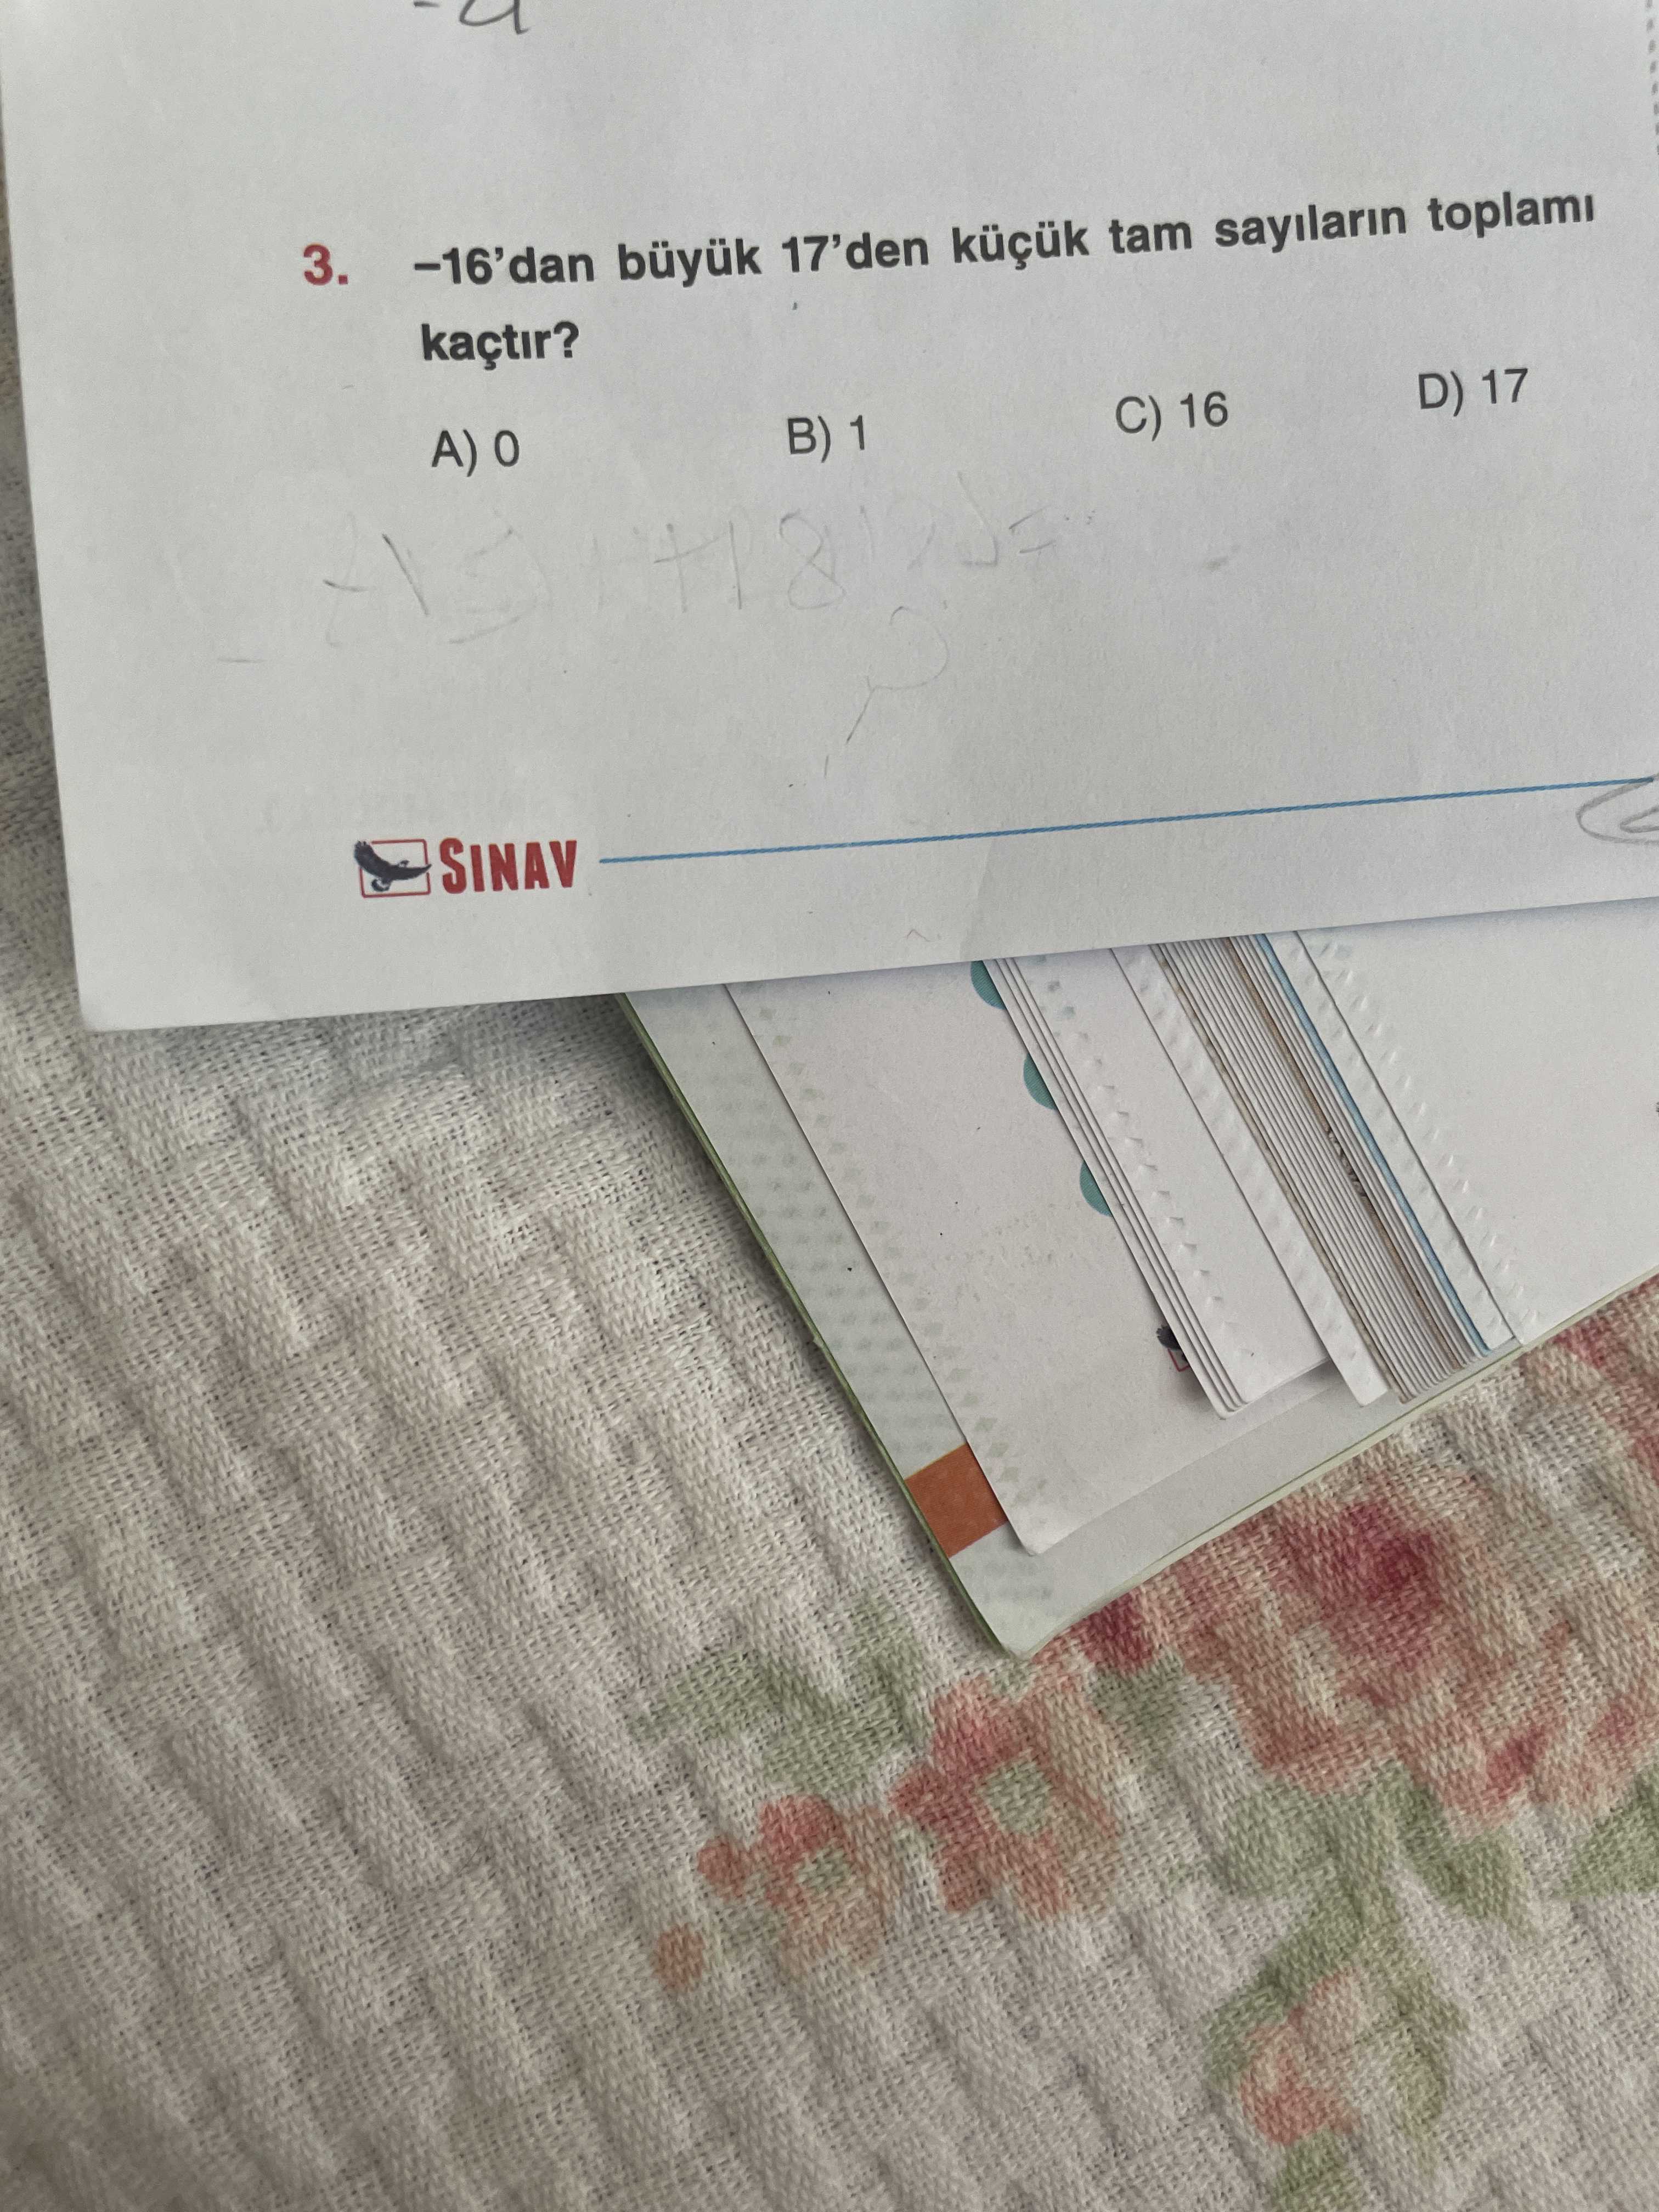 3. –16'dan büyük 17'den küçük tam sayıların toplamı
kaçtır?
A) 0 B) 1 C) 16 D) 17
SINAV